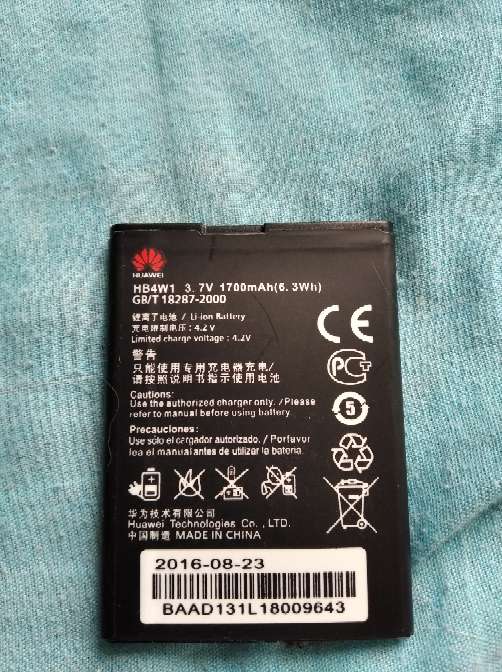 HUAWEI
HB4W1 3.7V 1700mAh(6.3Wh)
GB/T 18287-2000
锂离子电池 / Li-ion Battery
充电限制电压：4.2V
Limited charge voltage : 4.2V
警告
只能使用专用充电器充电/
请按照说明书指示使用电池
Cautions:
Use the authorized charger only. /Please
refer to manual before using battery.
Precauciones:
Use sólo el cargador autorizado. / Por favor
lea el manual antes de utilizar la batería.
CE
PCT
5
华为技术有限公司
Huawei Technologies Co., LTD.
中国制造 MADE IN CHINA
2016-08-23
BAAD131L18009643